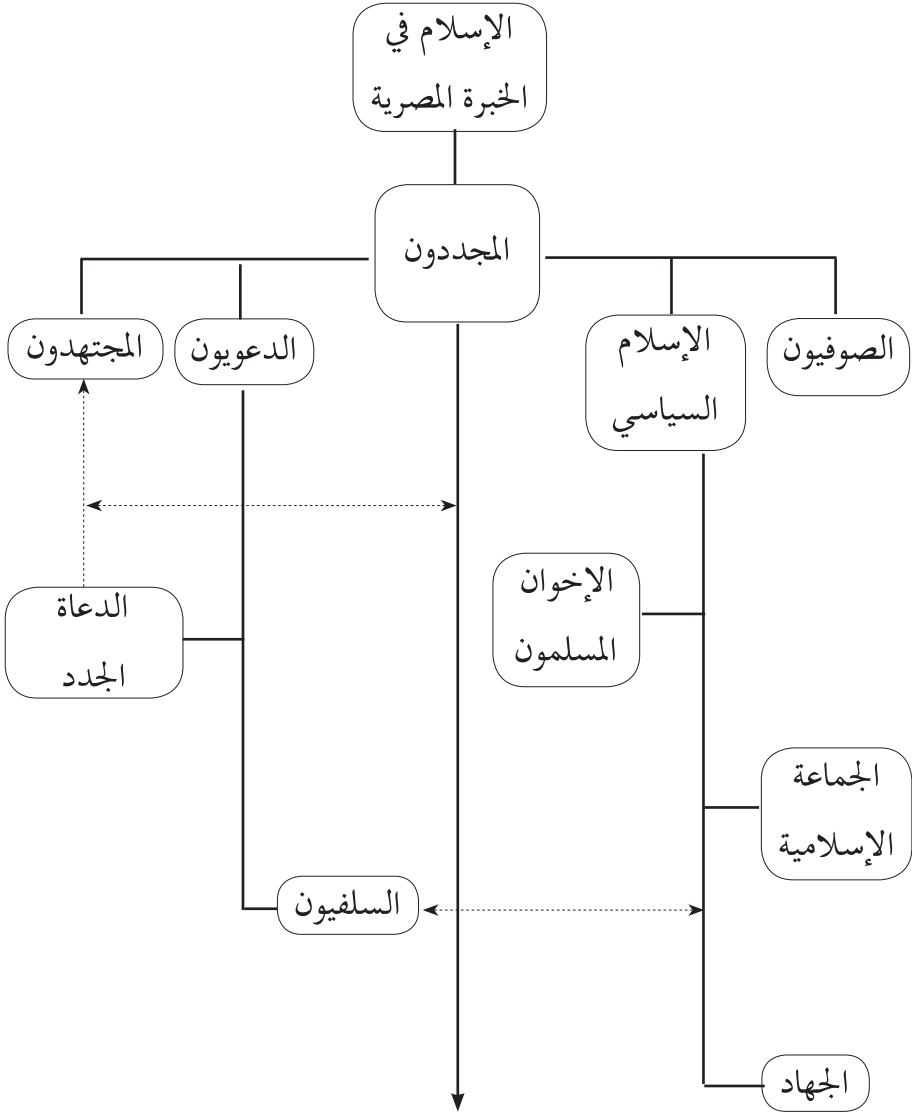 الإسلام في
الخبرة المصرية
المجددون
الصوفيون
الإسلام
السياسي
الدعويون
المجتهدون
الإخوان
المسلمون
الدعاة
الجدد
الجماعة
الإسلامية
السلفيون
الجهاد